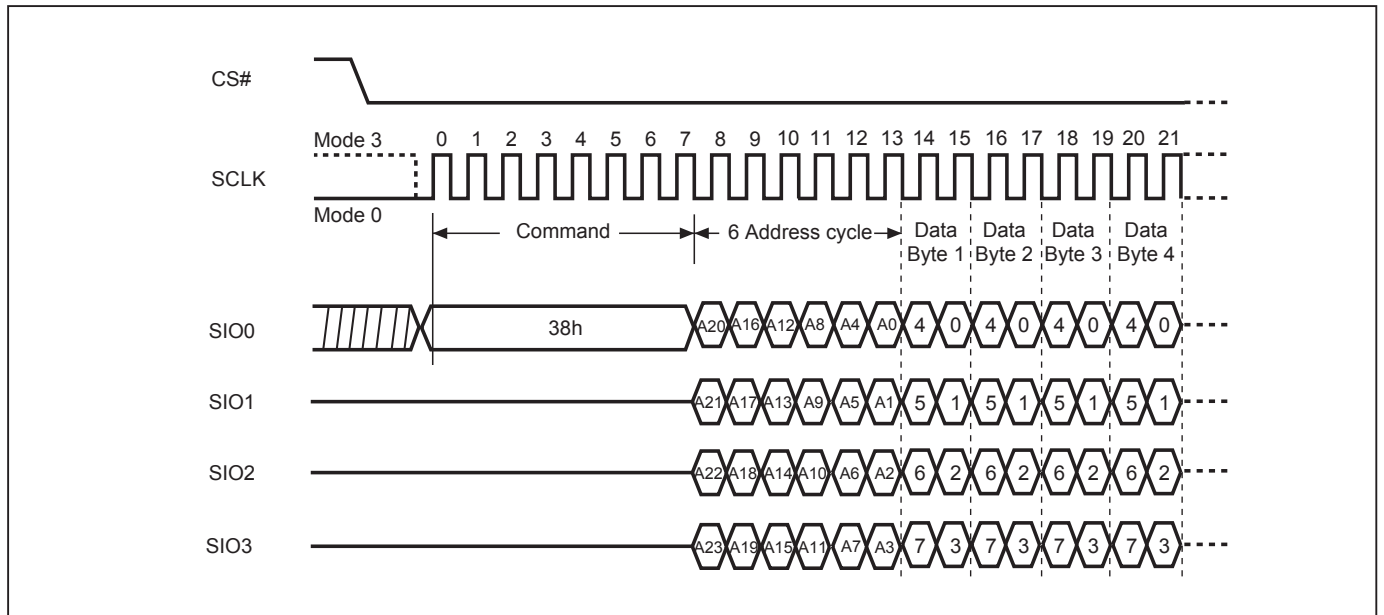 CS#
Mode 3
0 1 2 3 4 5 6 7 8 9 10 11 12 13 14 15 16 17 18 19 20 21
SCLK
Mode 0
Command
6 Address cycle
Data Byte 1
Data Byte 2
Data Byte 3
Data Byte 4
SIO0
38h
A20 A16 A12 A8 A4 A0 4 0 4 0 4 0 4 0
SIO1
A21 A17 A13 A9 A5 A1 5 1 5 1 5 1 5 1
SIO2
A22 A18 A14 A10 A6 A2 6 2 6 2 6 2 6 2
SIO3
A23 A19 A15 A11 A7 A3 7 3 7 3 7 3 7 3